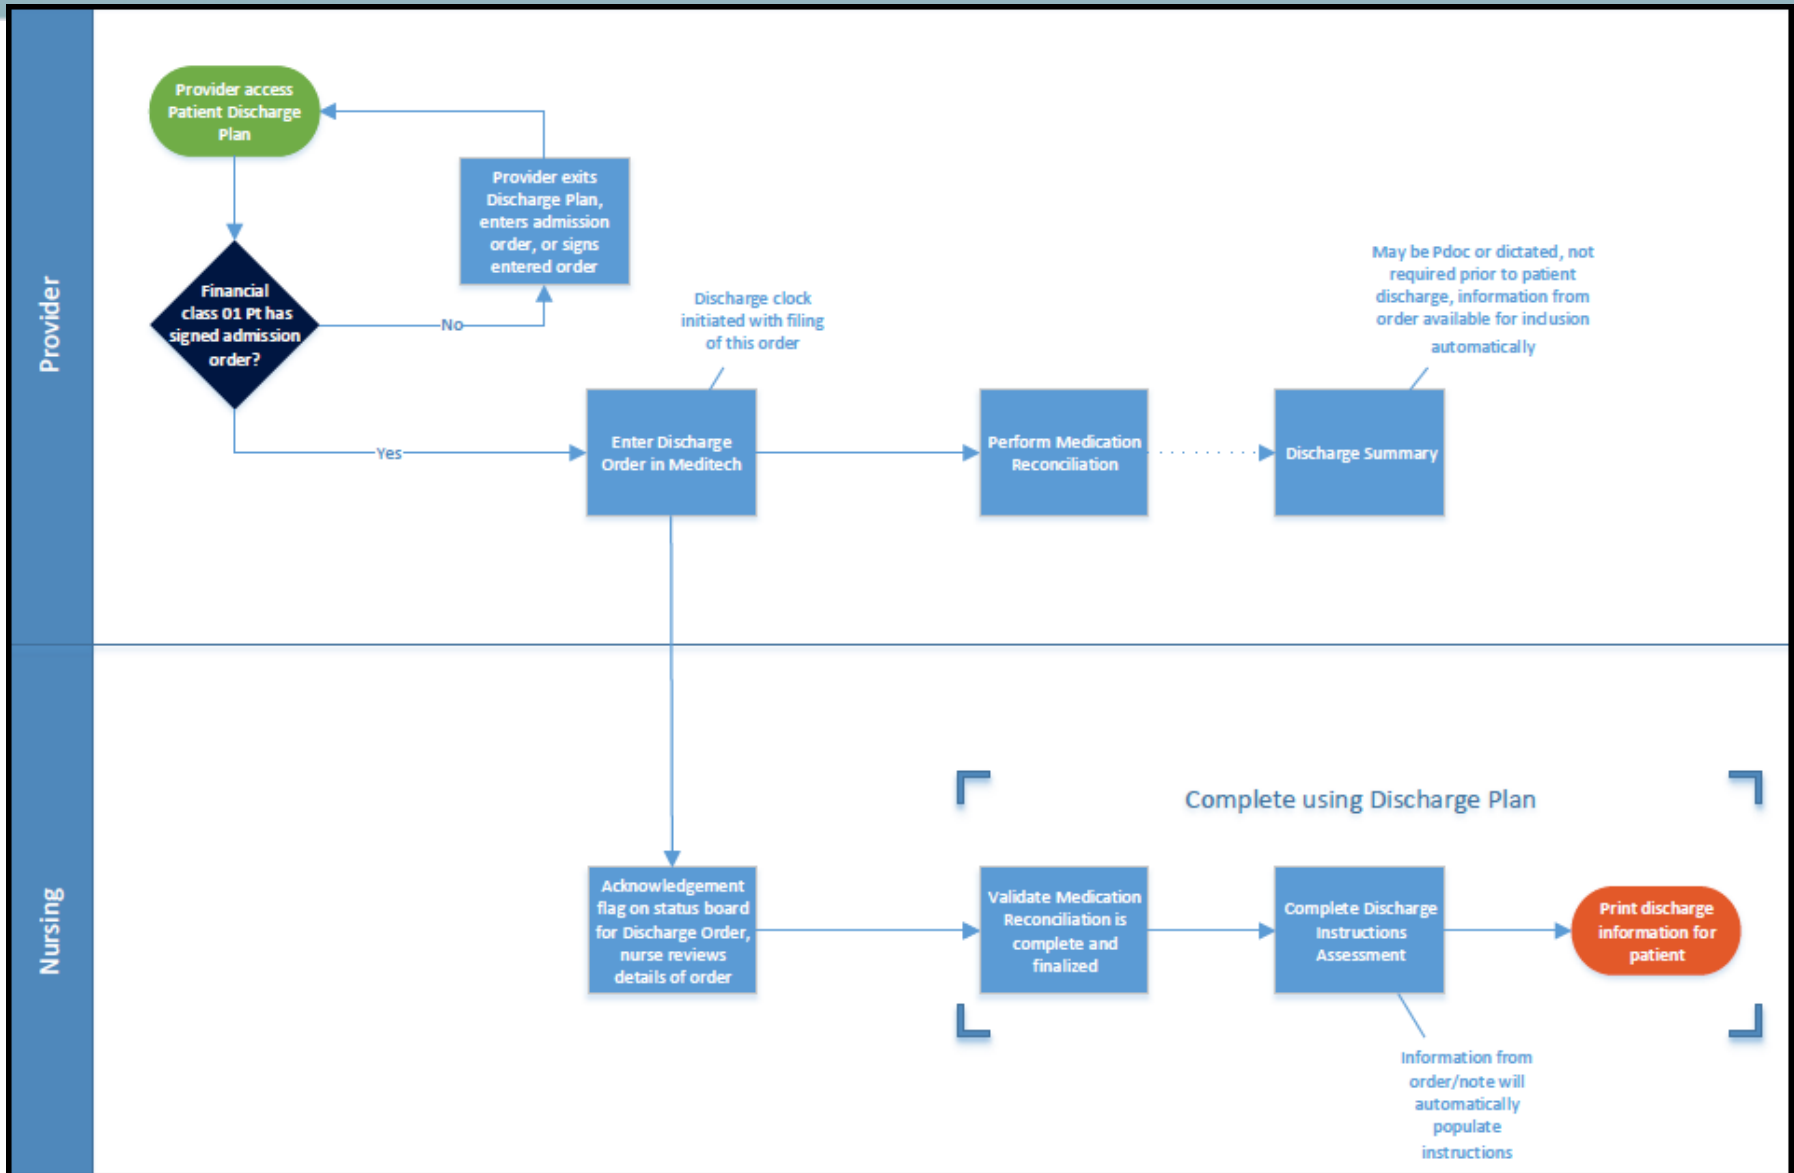 Provider
Provider access
Patient Discharge
Plan
Provider exits
Discharge Plan,
enters admission
order, or signs
entered order
Financial
class 01 Pt has
signed admission
order?
No
Yes
Discharge clock
initiated with filing
of this order
Enter Discharge
Order in Meditech
Perform Medication
Reconciliation
May be Pdoc or dictated, not
required prior to patient
discharge, information from
order available for inclusion
automatically
Discharge Summary
Nursing
Acknowledgement
flag on status board
for Discharge Order,
nurse reviews
details of order
Complete using Discharge Plan
Validate Medication
Reconciliation is
complete and
finalized
Complete Discharge
Instructions
Assessment
Print discharge
information for
patient
Information from
order/note will
automatically
populate
instructions